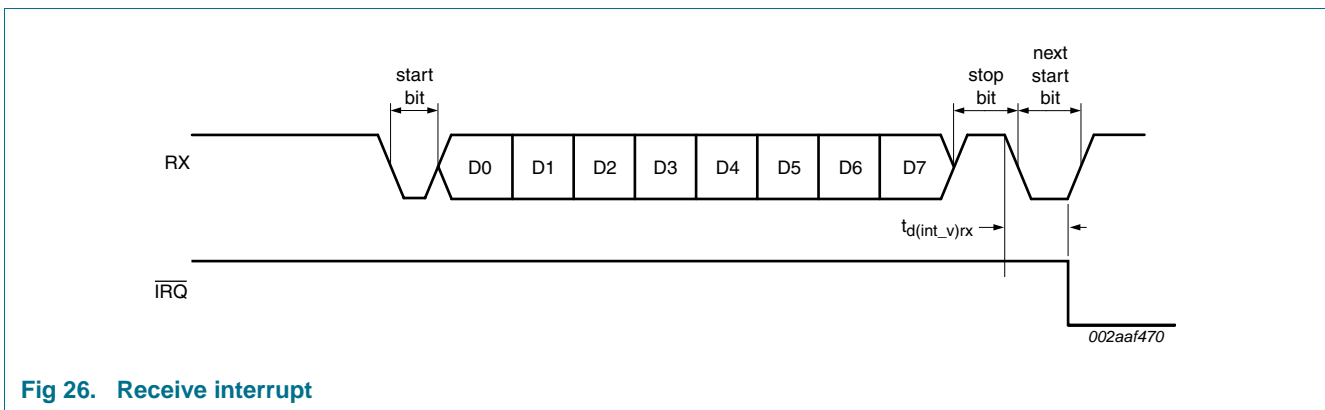 start
bit
stop
bit
next
start
bit
RX
D0 D1 D2 D3 D4 D5 D6 D7
td(int_v)rx
IRQ
002aaf470
Fig 26. Receive interrupt